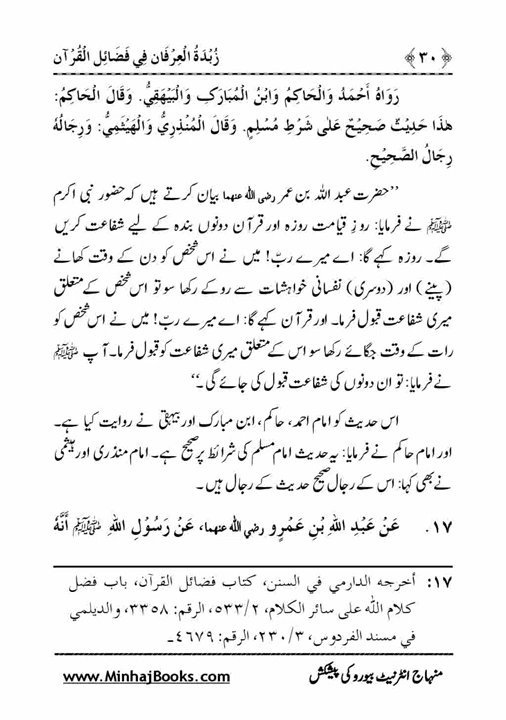 ﴿٣٠﴾ زُبْدَةُ الْعِرْفَانِ فِي فَضَائِلِ الْقُرْآنِ
رَوَاهُ أَحْمَدُ وَالْحَاكِمُ وَابْنُ الْمُبَارَكِ وَالْبَيْهَقِيُّ. وَقَالَ الْحَاكِمُ:
هٰذَا حَدِيْثٌ صَحِيْحٌ عَلٰى شَرْطِ مُسْلِمٍ. وَقَالَ الْمُنْذِرِيُّ وَالْهَيْثَمِيُّ: وَرِجَالُهُ
رِجَالُ الصَّحِيْحِ.
’’حضرت عبد اللہ بن عمر رضی اللہ عنهما بیان کرتے ہیں کہ حضور نبی اکرم
ﷺ نے فرمایا: روزِ قیامت روزہ اور قرآن دونوں بندہ کے لیے شفاعت کریں
گے۔ روزہ کہے گا: اے میرے ربّ! میں نے اس شخص کو دن کے وقت کھانے
(پینے) اور (دوسری) نفسانی خواہشات سے روکے رکھا سو تو اس شخص کے متعلق
میری شفاعت قبول فرما۔ اور قرآن کہے گا: اے میرے ربّ! میں نے اس شخص کو
رات کے وقت جگائے رکھا سو اس کے متعلق میری شفاعت کو قبول فرما۔ آپ ﷺ
نے فرمایا: تو ان دونوں کی شفاعت قبول کی جائے گی۔‘‘
اس حدیث کو امام احمد، حاکم، ابن مبارک اور بیہقی نے روایت کیا ہے۔
اور امام حاکم نے فرمایا: یہ حدیث امام مسلم کی شرائط پر صحیح ہے۔ امام منذری اور ہیثمی
نے بھی کہا: اس کے رجال صحیح حدیث کے رجال ہیں۔
١٧. عَنْ عَبْدِ اللهِ بْنِ عَمْرٍو رضی اللہ عنهما، عَنْ رَسُوْلِ اللهِ ﷺ أَنَّهُ
١٧: أخرجه الدارمي في السنن، كتاب فضائل القرآن، باب فضل
كلام الله على سائر الكلام، ٢/٥٣٣، الرقم: ٣٣٥٨، والديلمي
في مسند الفردوس، ٣/٢٣٠، الرقم: ٤٦٧٩۔
منہاج انٹرنیٹ بیورو کی پیشکش www.MinhajBooks.com